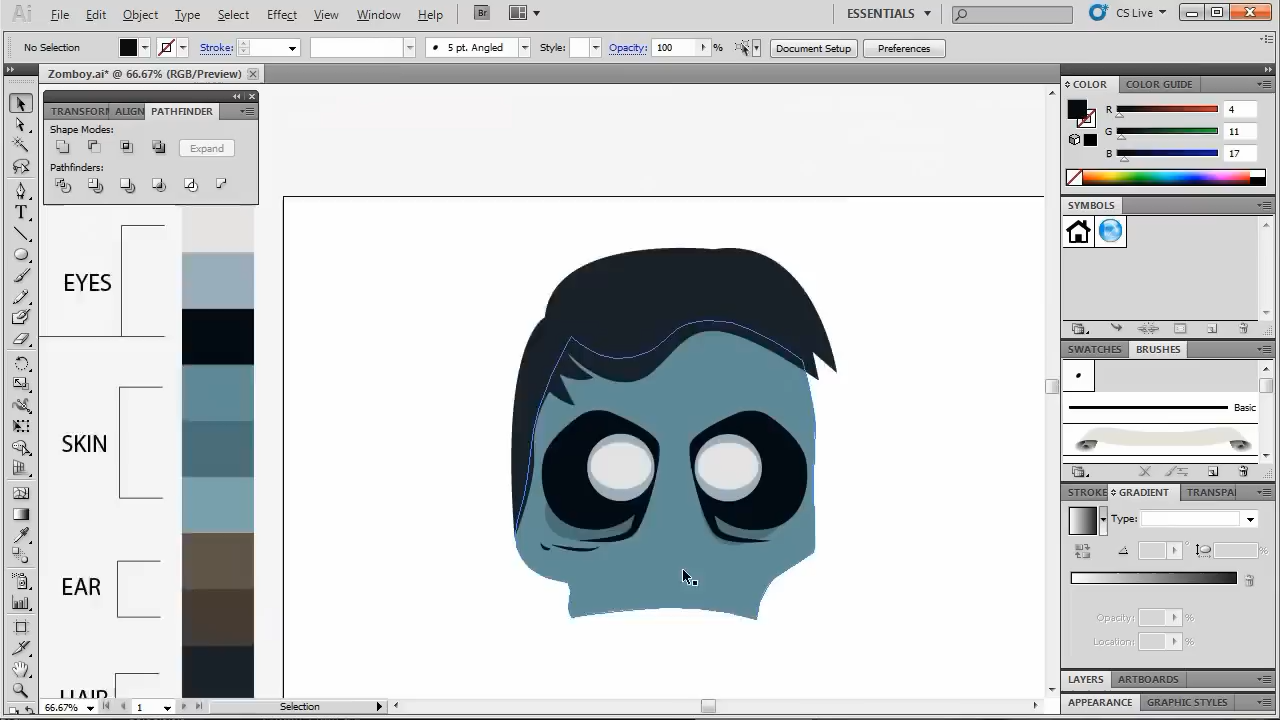 Ai File Edit Object Type Select Effect View Window Help Br ESSENTIALS CS Live
No Selection Stroke: 5 pt. Angled Style: Opacity: 100 % Document Setup Preferences
Zomboy.ai* @ 66.67% (RGB/Preview)
TRANSFORM ALIGN PATHFINDER
Shape Modes:
Expand
Pathfinders:
EYES
SKIN
EAR
HAIR
COLOR COLOR GUIDE
R 4
G 11
B 17
SYMBOLS
SWATCHES BRUSHES
Basic
STROKE GRADIENT TRANSPA
Type:
%
Opacity: %
Location: %
LAYERS ARTBOARDS
APPEARANCE GRAPHIC STYLES
66.67% 1 Selection